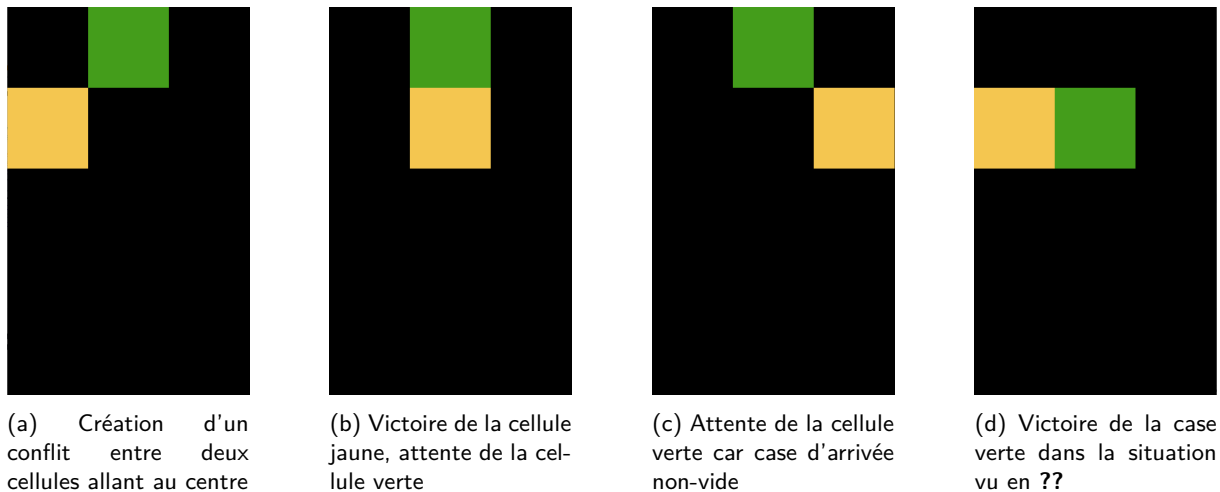 (a) Création d'un
conflit entre deux
cellules allant au centre
(b) Victoire de la cellule
jaune, attente de la cel-
lule verte
(c) Attente de la cellule
verte car case d'arrivée
non-vide
(d) Victoire de la case
verte dans la situation
vu en ??